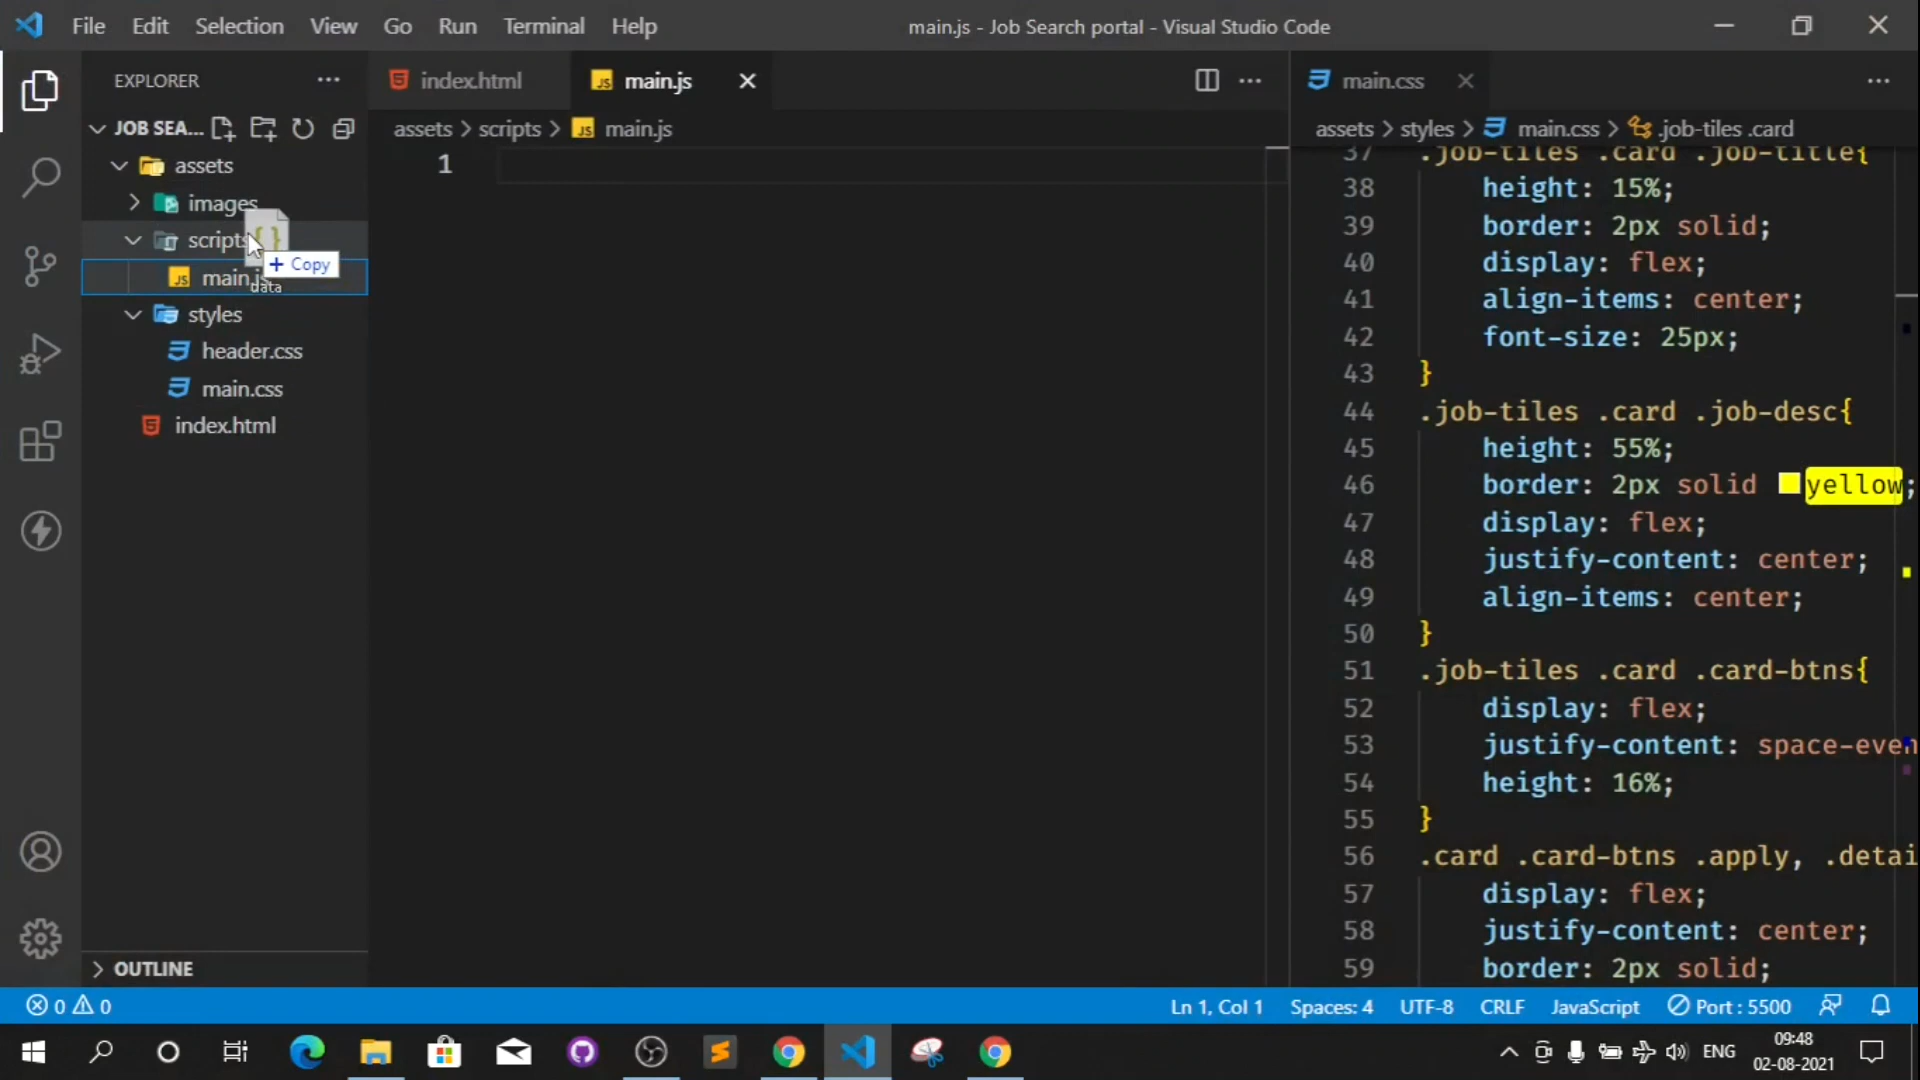 File Edit Selection View Go Run Terminal Help
main.js - Job Search portal - Visual Studio Code
EXPLORER
JOB SEA...
assets
images
scripts
+ Copy
main.js
data
styles
header.css
main.css
index.html
OUTLINE
index.html
JS main.js
assets > scripts > JS main.js
1
main.css
assets > styles > main.css > .job-tiles .card
37 .job-tiles .card .job-title{
38 height: 15%;
39 border: 2px solid;
40 display: flex;
41 align-items: center;
42 font-size: 25px;
43 }
44 .job-tiles .card .job-desc{
45 height: 55%;
46 border: 2px solid yellow;
47 display: flex;
48 justify-content: center;
49 align-items: center;
50 }
51 .job-tiles .card .card-btns{
52 display: flex;
53 justify-content: space-even
54 height: 16%;
55 }
56 .card .card-btns .apply, .detai
57 display: flex;
58 justify-content: center;
59 border: 2px solid;
0 0
Ln 1, Col 1 Spaces: 4 UTF-8 CRLF JavaScript Port : 5500
ENG
09:48
02-08-2021